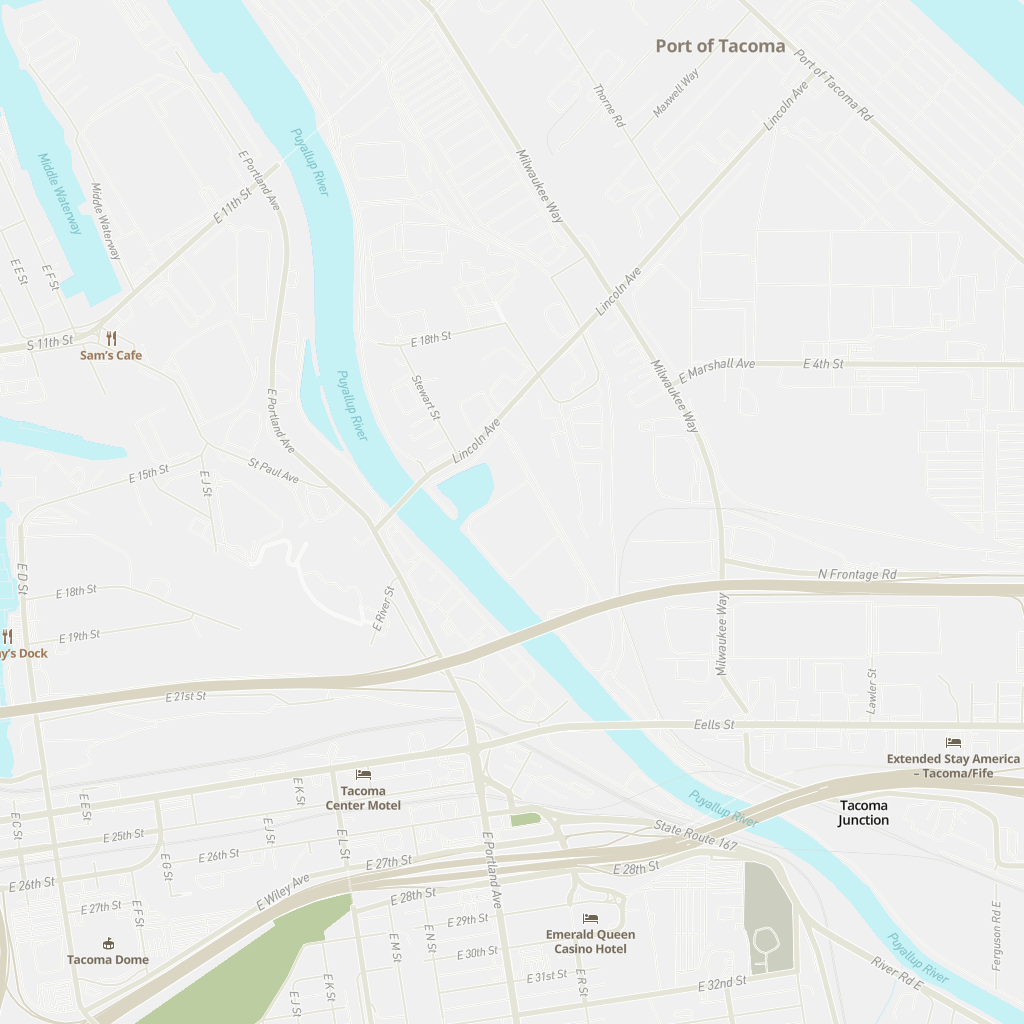 Port of Tacoma
Port of Tacoma Rd
Maxwell Way
Thorne Rd
Lincoln Ave
Puyallup River
E Portland Ave
Milwaukee Way
Middle Waterway
Middle Waterway
E 11th St
E E St
E F St
Lincoln Ave
S 11th St
Sam's Cafe
E 18th St
E Marshall Ave
E 4th St
Milwaukee Way
Puyallup River
Stewart St
E Portland Ave
Lincoln Ave
E 15th St
St Paul Ave
E J St
E D St
N Frontage Rd
E 18th St
E River St
Milwaukee Way
E 19th St
y's Dock
E 21st St
Lawler St
Eells St
Extended Stay America
– Tacoma/Fife
Tacoma
Center Motel
E K St
E E St
E C St
E J St
E L St
Puyallup River
Tacoma
Junction
State Route 167
E 25th St
E 26th St
E 27th St
E Portland Ave
E G St
E 28th St
E 26th St
E Wiley Ave
E 28th St
E 27th St
E F St
E 29th St
Emerald Queen
Casino Hotel
E N St
E M St
E 30th St
Tacoma Dome
E 31st St
E R St
E 32nd St
E K St
E J St
Puyallup River
River Rd E
Ferguson Rd E